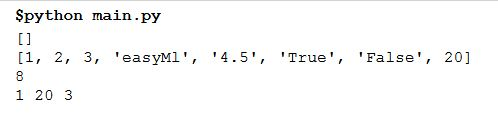 $python main.py
[]
[1, 2, 3, 'easyMl', '4.5', 'True', 'False', 20]
8
1 20 3